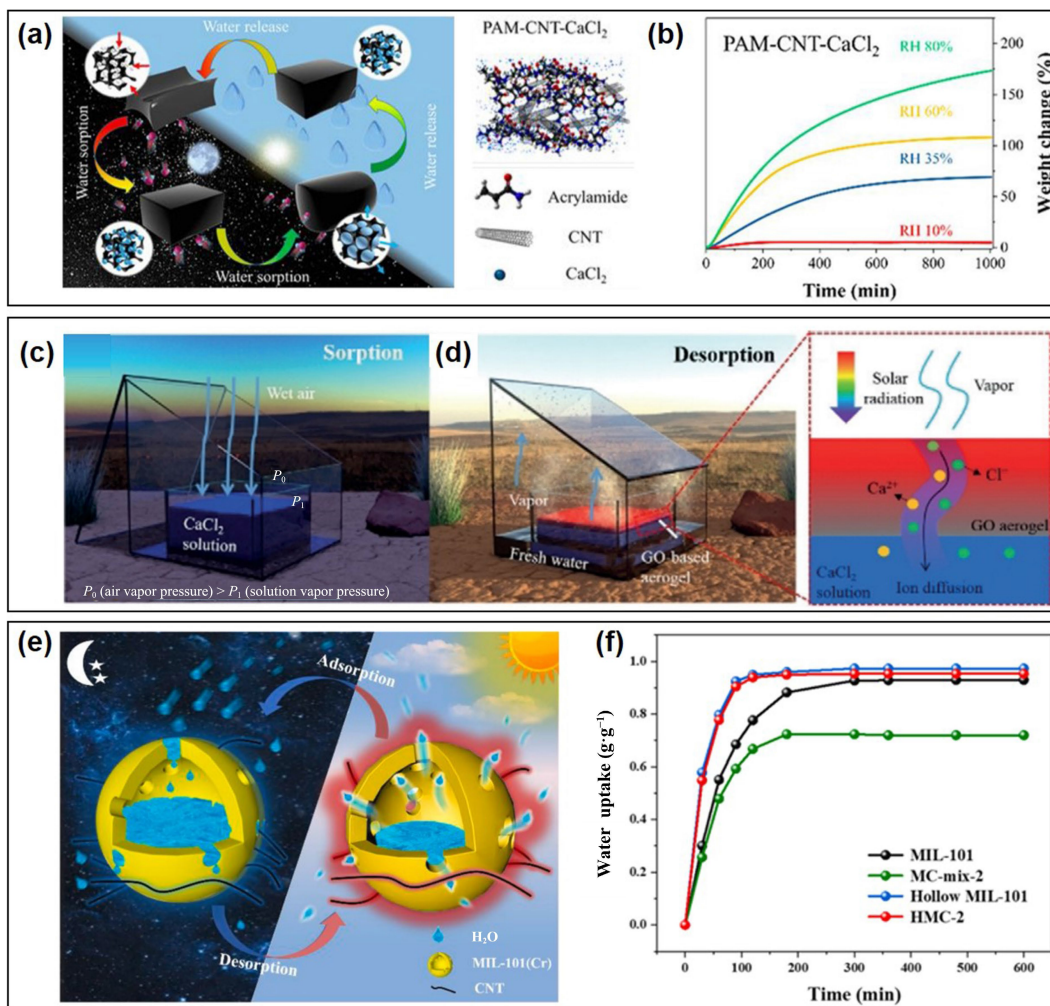 (a)
Water release
Water sorption
Water release
Water sorption
PAM-CNT-CaCl₂
Acrylamide
CNT
CaCl₂
(b)
PAM-CNT-CaCl₂
RH 80%
RH 60%
RH 35%
RH 10%
200
150
100
50
0
Weight change (%)
0 200 400 600 800 1000
Time (min)
(c)
Sorption
Wet air
P₀
P₁
CaCl₂
solution
P₀ (air vapor pressure) > P₁ (solution vapor pressure)
(d)
Desorption
Vapor
Fresh water
GO-based
aerogel
Solar
radiation
Vapor
Ca²⁺
Cl⁻
GO aerogel
CaCl₂
solution
Ion diffusion
(e)
Adsorption
Desorption
H₂O
MIL-101(Cr)
CNT
(f)
Water uptake (g·g⁻¹)
1.0
0.8
0.6
0.4
0.2
0.0
MIL-101
MC-mix-2
Hollow MIL-101
HMC-2
0 100 200 300 400 500 600
Time (min)